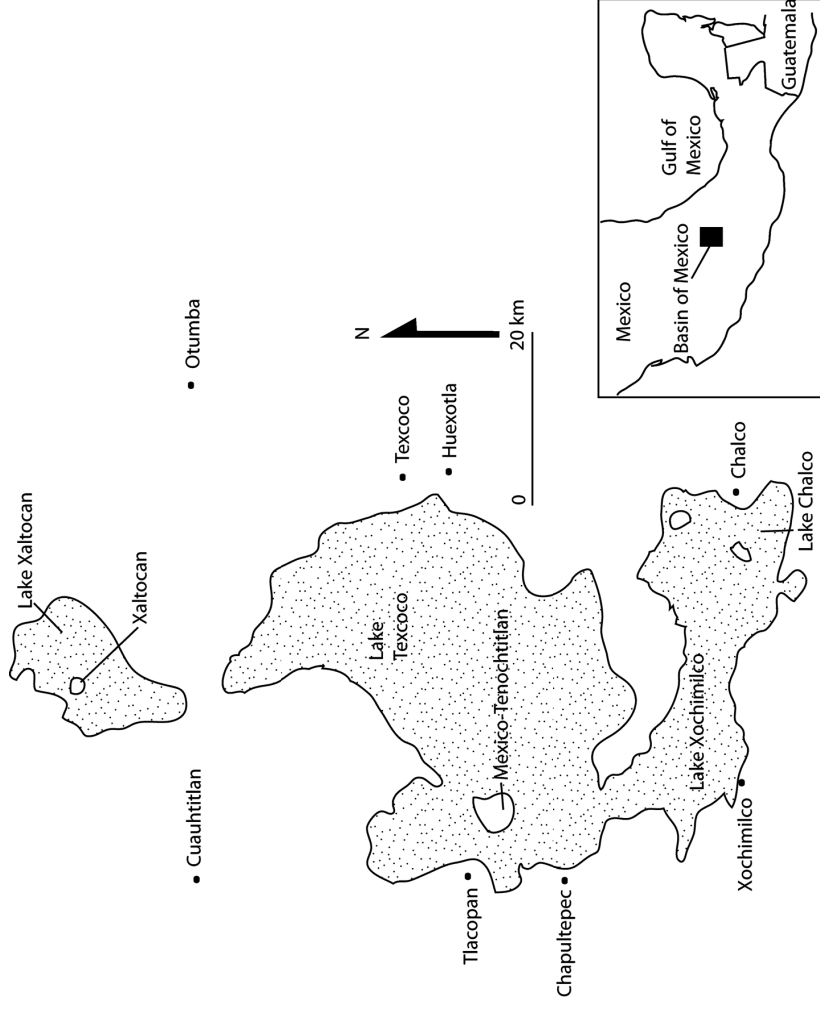 Lake Xaltocan
Xaltocan
Cuauhtitlan
Otumba
N
Lake
Texcoco
Texcoco
Huexotla
Tlacopan
Mexico-Tenochtitlan
0
20 km
Chapultepec
Lake Xochimilco
Xochimilco
Chalco
Lake Chalco
Mexico
Gulf of
Mexico
Basin of Mexico
Guatemala